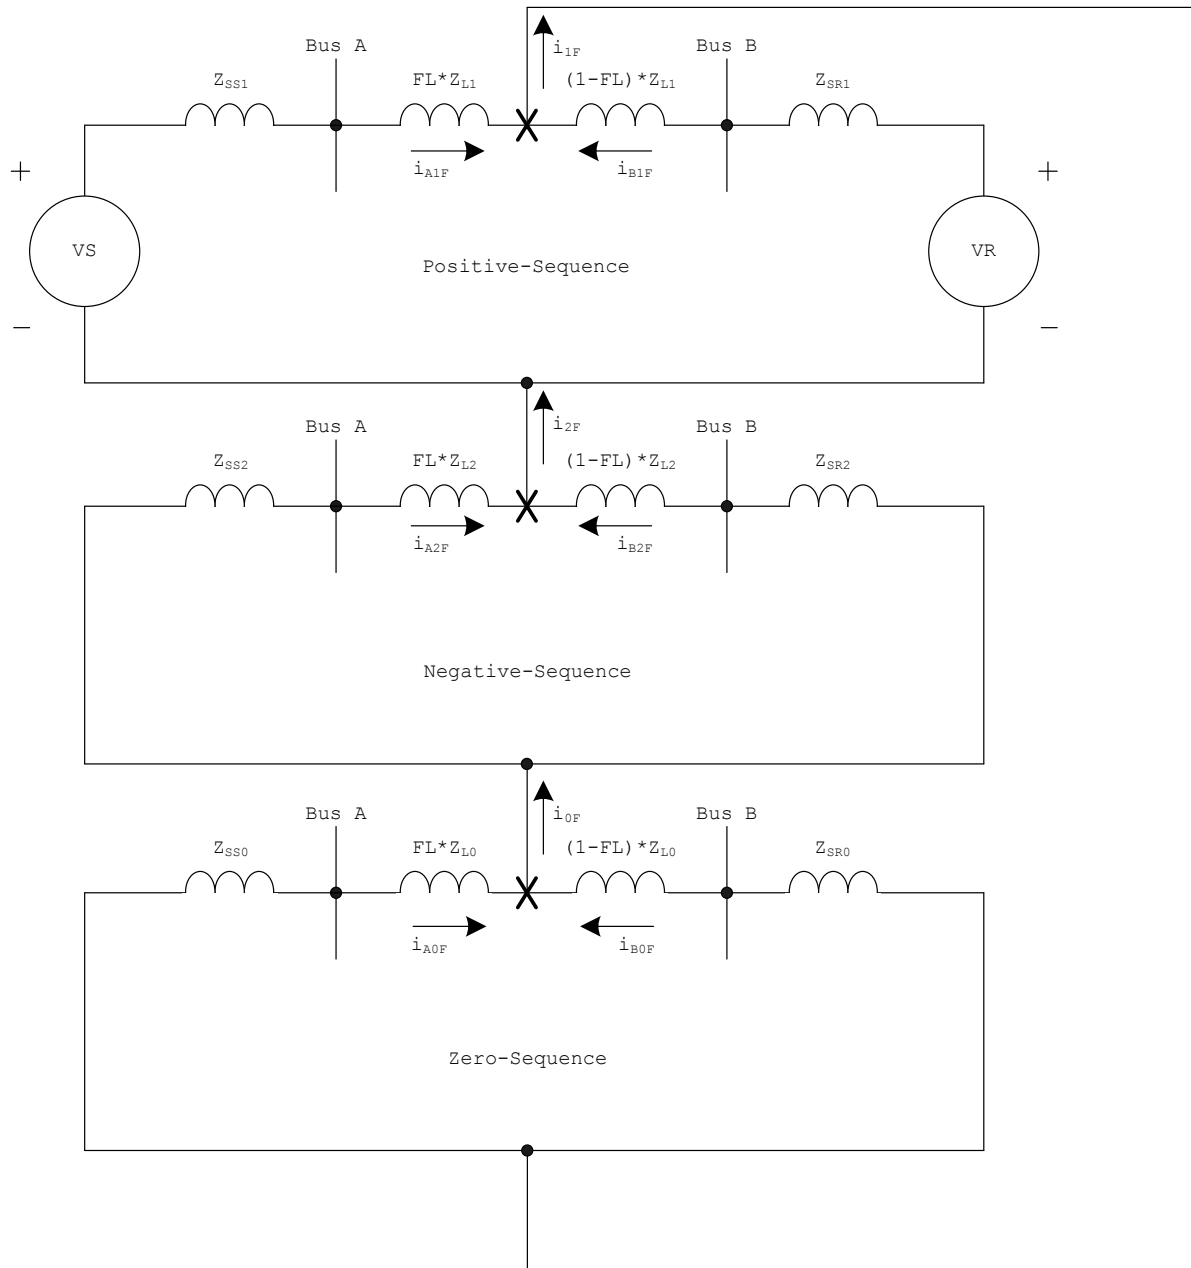 i1F
Bus A Bus B
ZSS1 FL*ZL1 (1-FL)*ZL1 ZSR1
+ +
iA1F iB1F
VS VR
Positive-Sequence
− −
i2F
Bus A Bus B
ZSS2 FL*ZL2 (1-FL)*ZL2 ZSR2
iA2F iB2F
Negative-Sequence
i0F
Bus A Bus B
ZSS0 FL*ZL0 (1-FL)*ZL0 ZSR0
iA0F iB0F
Zero-Sequence